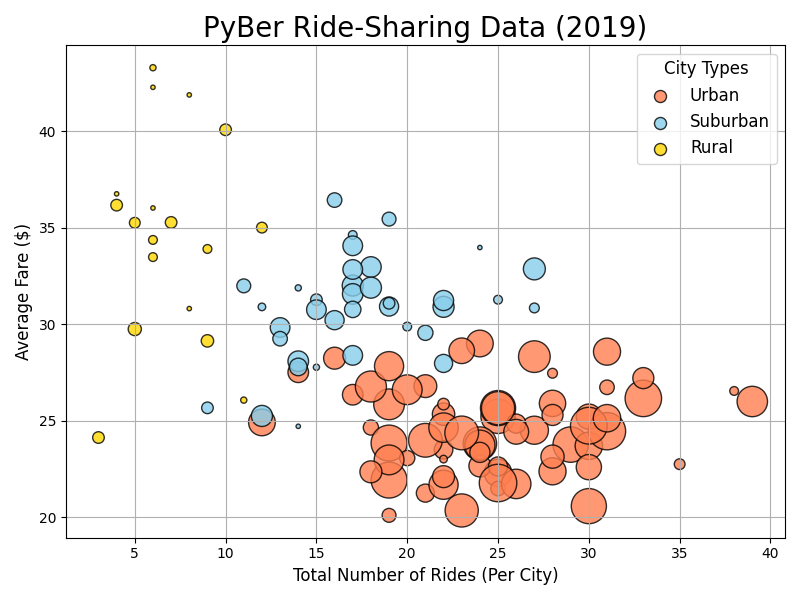 PyBer Ride-Sharing Data (2019)
City Types
Urban
Suburban
Rural
Average Fare ($)
40
35
30
25
20
5 10 15 20 25 30 35 40
Total Number of Rides (Per City)